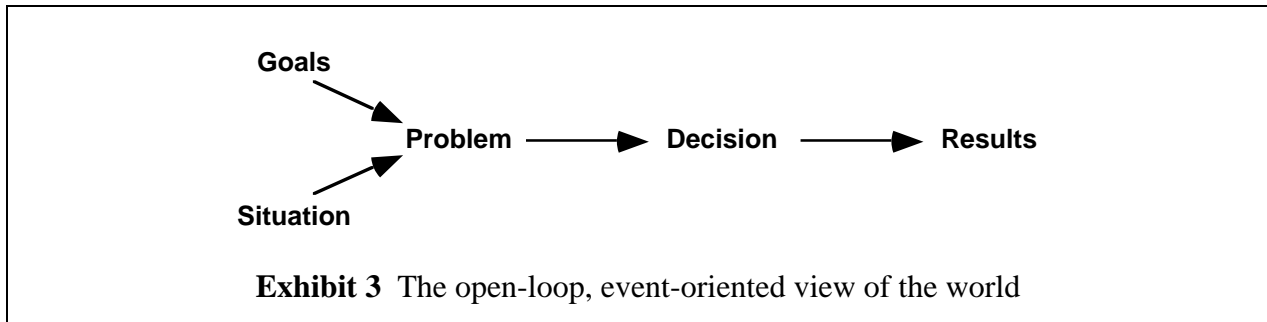 Goals
Problem Decision Results
Situation
Exhibit 3 The open-loop, event-oriented view of the world